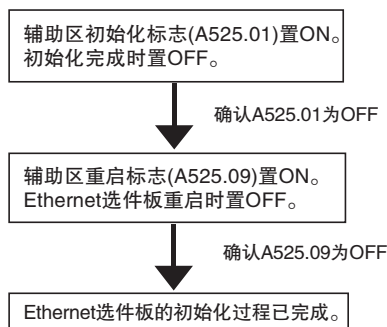 辅助区初始化标志(A525.01)置ON。
初始化完成时置OFF。
确认A525.01为OFF
辅助区重启标志(A525.09)置ON。
Ethernet选件板重启时置OFF。
确认A525.09为OFF
Ethernet选件板的初始化过程已完成。